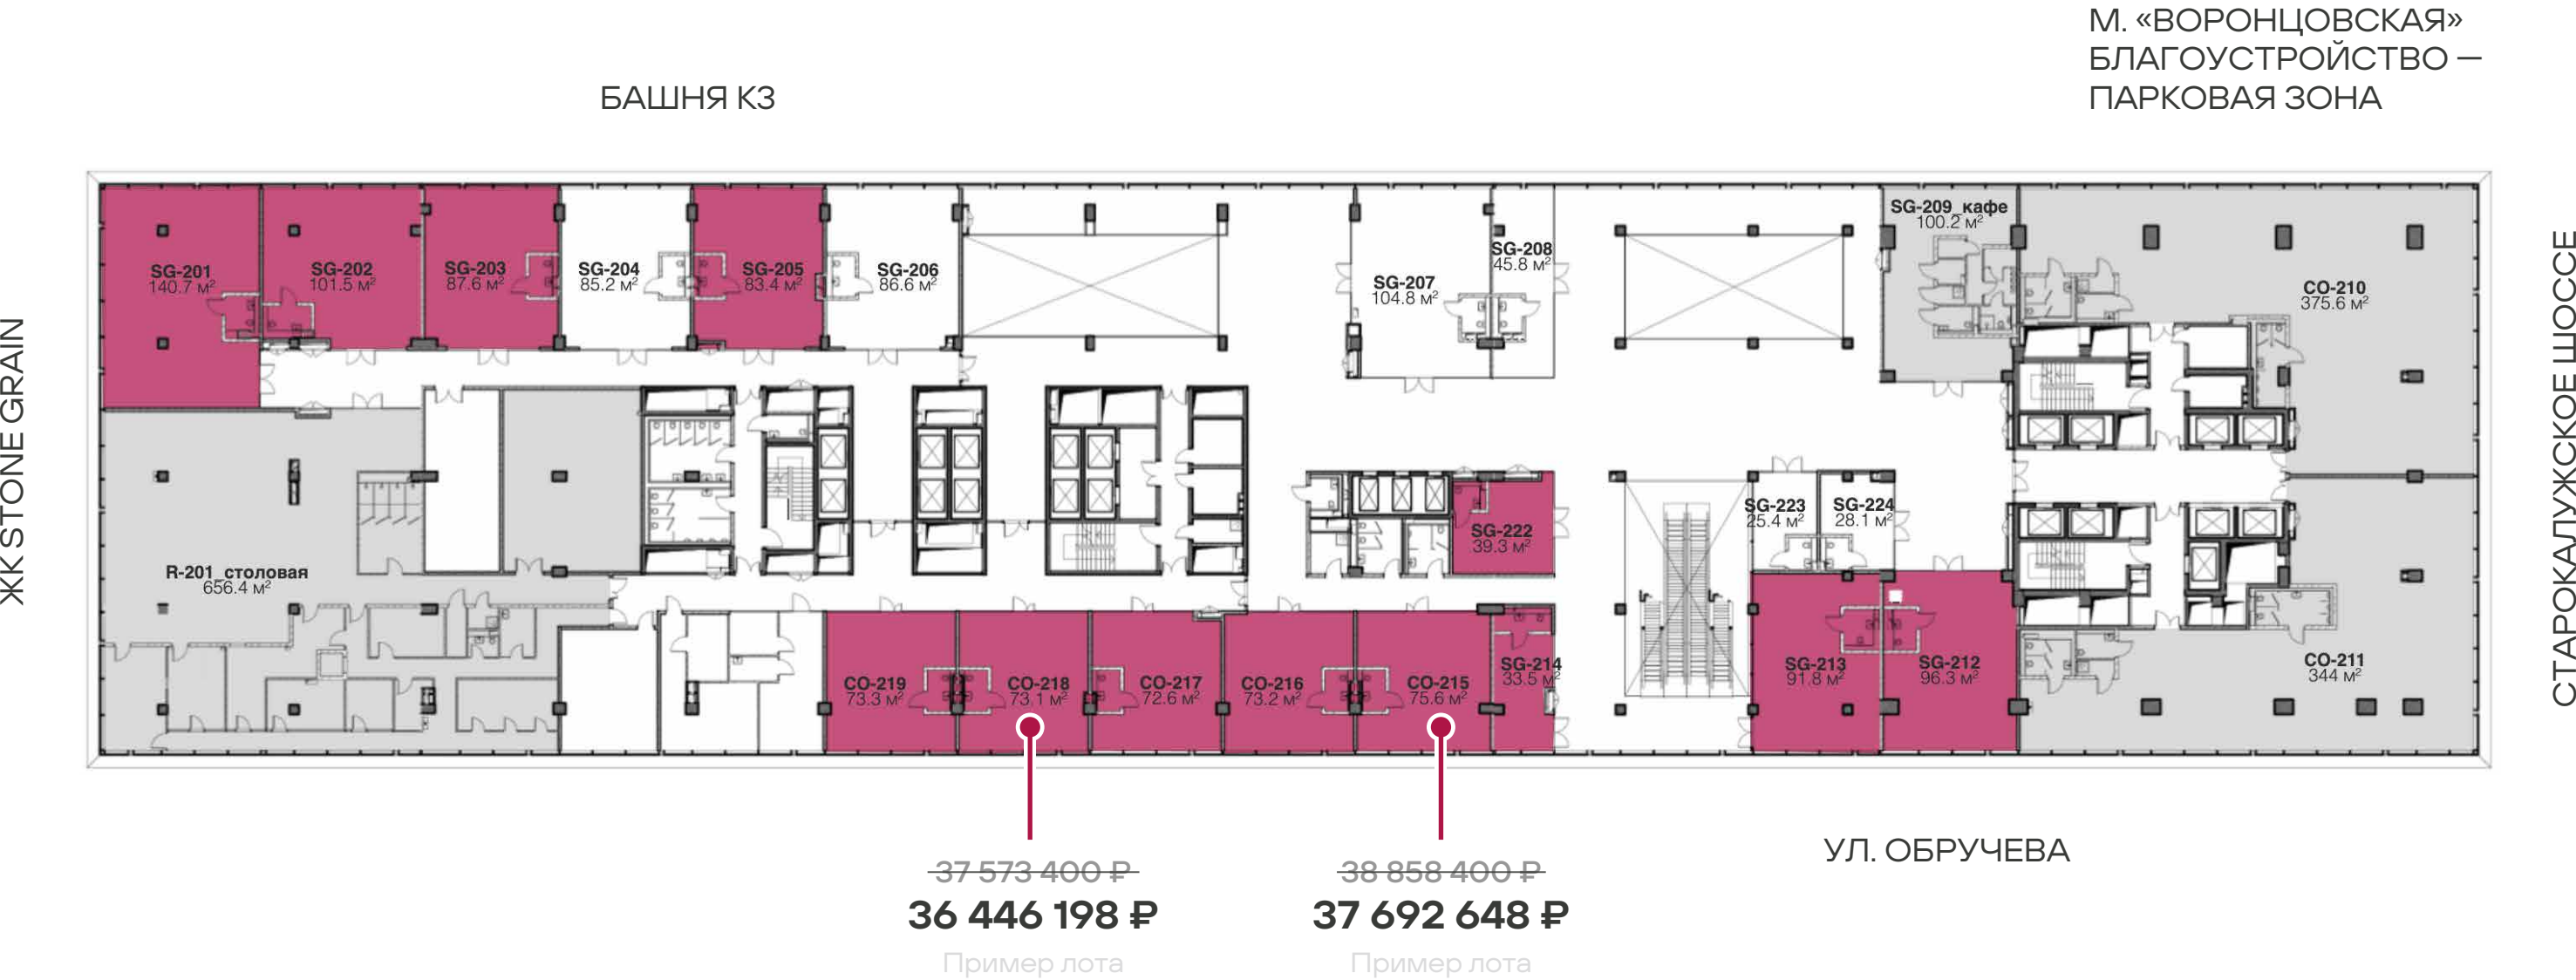 М. «ВОРОНЦОВСКАЯ»
БЛАГОУСТРОЙСТВО —
ПАРКОВАЯ ЗОНА
БАШНЯ К3
ЖК STONE GRAIN
СТАРОКАЛУЖСКОЕ ШОССЕ
SG-201
140.7 м²
SG-202
101.5 м²
SG-203
87.6 м²
SG-204
85.2 м²
SG-205
83.4 м²
SG-206
86.6 м²
SG-207
104.8 м²
SG-208
45.8 м²
SG-209_кафе
100.2 м²
CO-210
375.6 м²
R-201_столовая
656.4 м²
SG-222
39.3 м²
SG-223
25.4 м²
SG-224
28.1 м²
CO-219
73.3 м²
CO-218
73.1 м²
CO-217
72.6 м²
CO-216
73.2 м²
CO-215
75.6 м²
SG-214
33.5 м²
SG-213
91.8 м²
SG-212
96.3 м²
CO-211
344 м²
УЛ. ОБРУЧЕВА
37 573 400 ₽
36 446 198 ₽
Пример лота
38 858 400 ₽
37 692 648 ₽
Пример лота